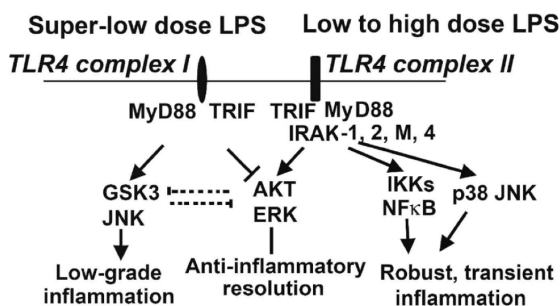 Super-low dose LPS Low to high dose LPS
TLR4 complex I TLR4 complex II
MyD88 TRIF TRIF MyD88
IRAK-1, 2, M, 4
GSK3 AKT IKKs p38 JNK
JNK ERK NFκB
Low-grade Anti-inflammatory Robust, transient
inflammation resolution inflammation